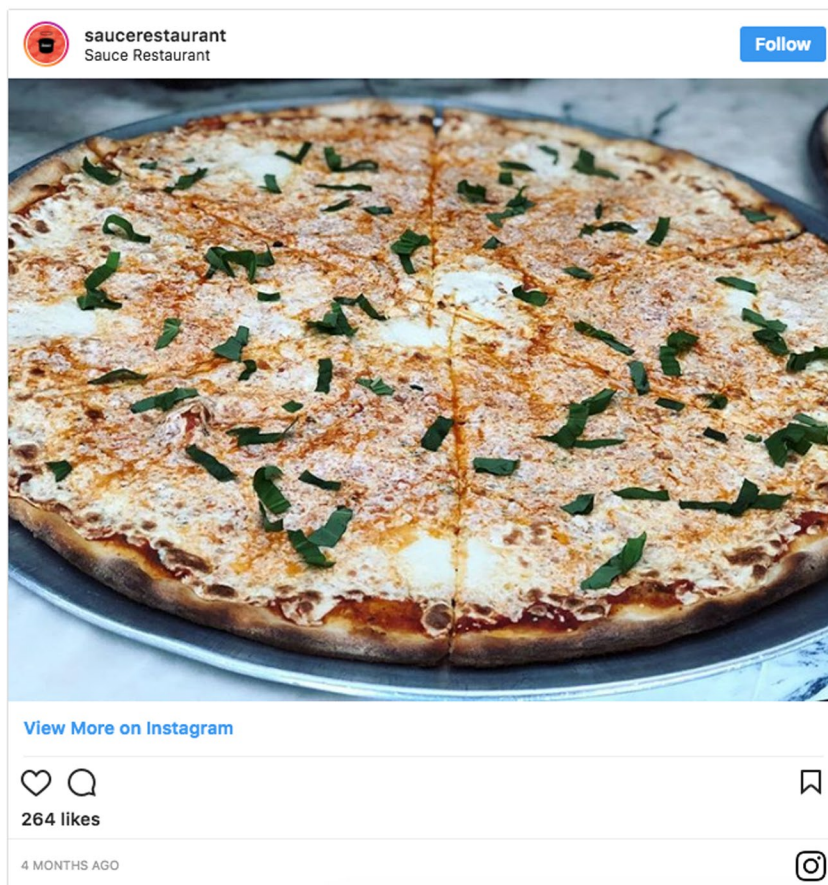 saucerestaurant
Sauce Restaurant
Follow
View More on Instagram
264 likes
4 MONTHS AGO